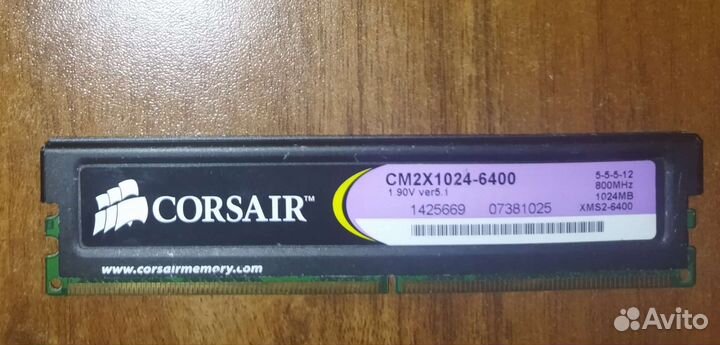 CORSAIR™
www.corsairmemory.com
CM2X1024-6400
1.90V ver5.1
1425669 07381025
5-5-5-12
800MHz
1024MB
XMS2-6400
Avito